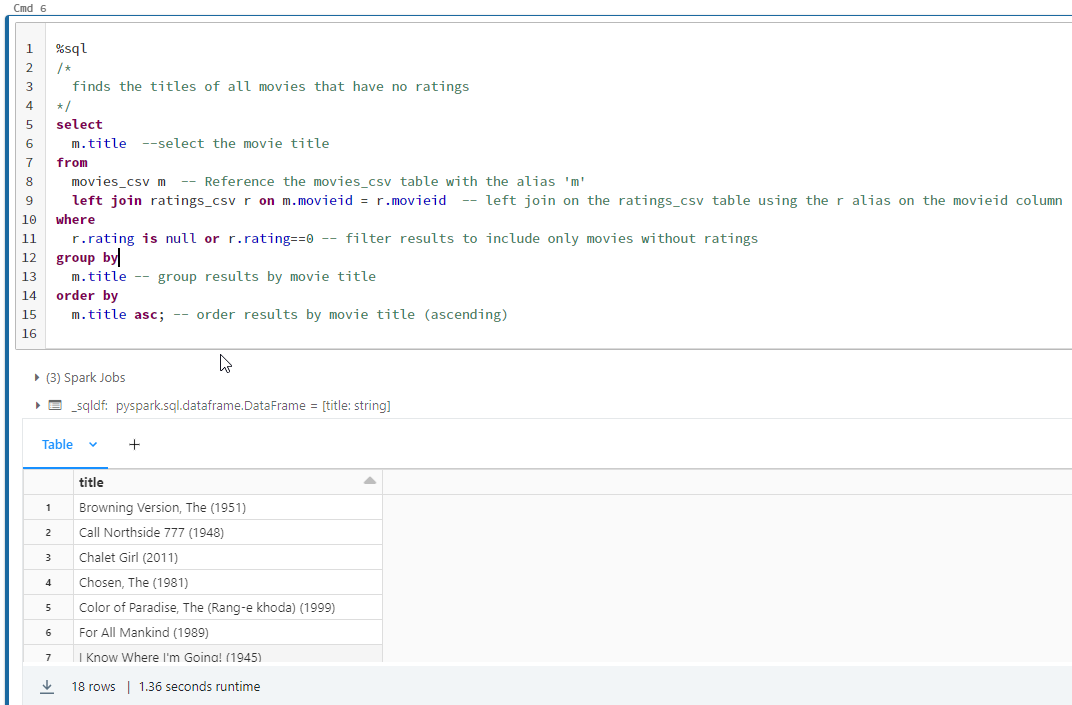 Cmd 6
1
2
3
4
5
6
7
8
9
10
11
12
13
14
15
16
%sql
/*
finds the titles of all movies that have no ratings
*/
select
m.title --select the movie title
from
movies_csv m -- Reference the movies_csv table with the alias 'm'
left join ratings_csv r on m.movieid = r.movieid -- left join on the ratings_csv table using the r alias on the movieid column
where
r.rating is null or r.rating==0 -- filter results to include only movies without ratings
group by
m.title -- group results by movie title
order by
m.title asc; -- order results by movie title (ascending)
(3) Spark Jobs
_sqldf: pyspark.sql.dataframe.DataFrame = [title: string]
Table +
title
1 Browning Version, The (1951)
2 Call Northside 777 (1948)
3 Chalet Girl (2011)
4 Chosen, The (1981)
5 Color of Paradise, The (Rang-e khoda) (1999)
6 For All Mankind (1989)
7 I Know Where I'm Going! (1945)
18 rows | 1.36 seconds runtime